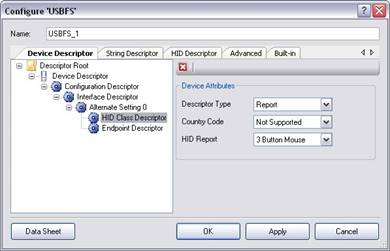 Configure 'USBFS'
Name: USBFS_1
Device Descriptor String Descriptor HID Descriptor Advanced Built-in
Descriptor Root
Device Descriptor
Configuration Descriptor
Interface Descriptor
Alternate Setting 0
HID Class Descriptor
Endpoint Descriptor
Device Attributes
Descriptor Type Report
Country Code Not Supported
HID Report 3 Button Mouse
Data Sheet OK Apply Cancel